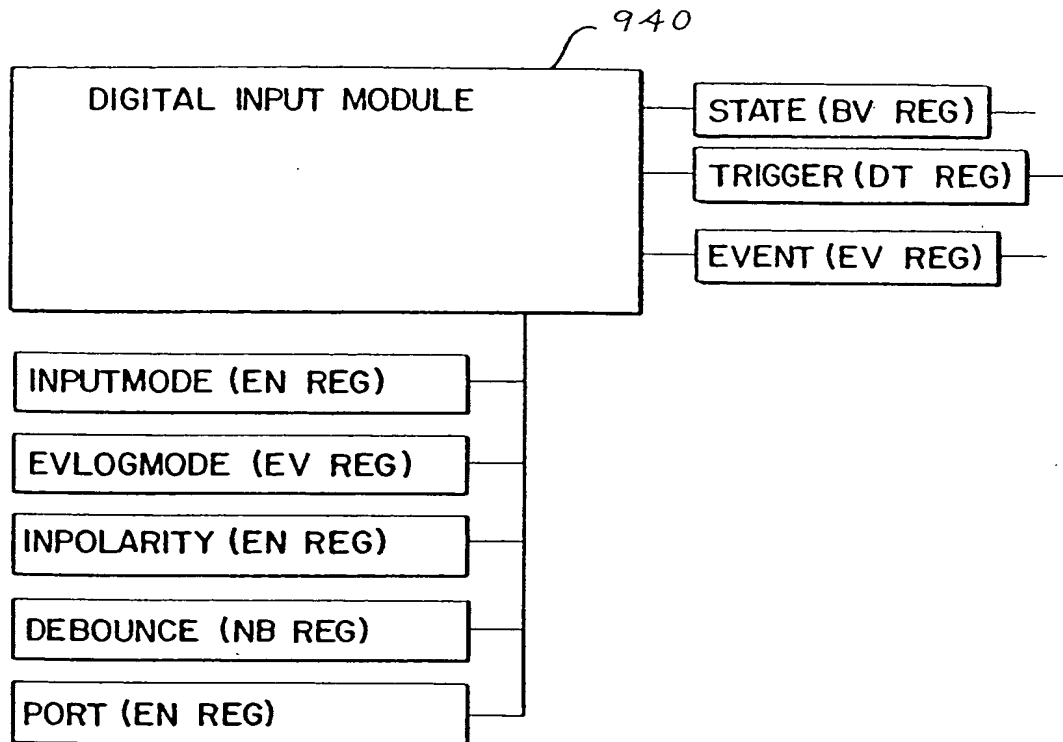 940
DIGITAL INPUT MODULE
STATE (BV REG)
TRIGGER (DT REG)
EVENT (EV REG)
INPUTMODE (EN REG)
EVLOGMODE (EV REG)
INPOLARITY (EN REG)
DEBOUNCE (NB REG)
PORT (EN REG)